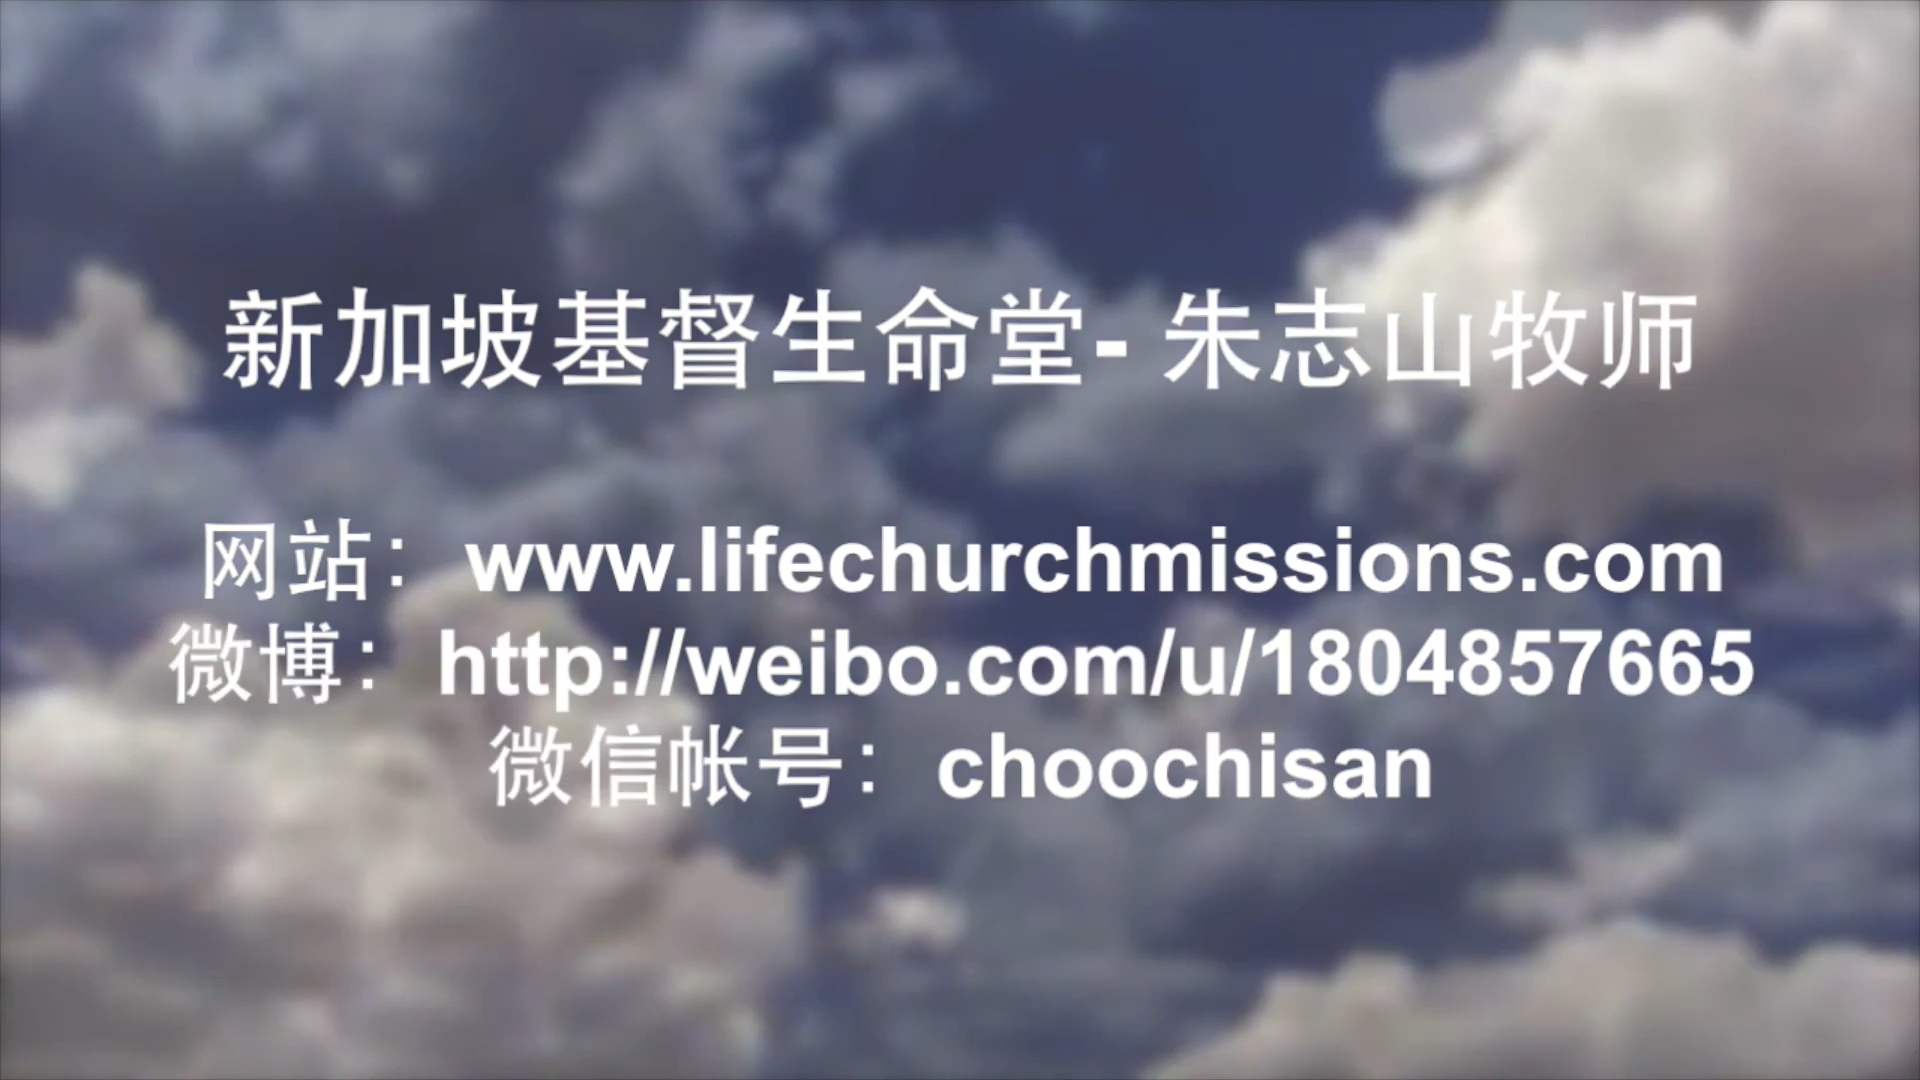 新加坡基督生命堂- 朱志山牧师
网站：www.lifechurchmissions.com
微博：http://weibo.com/u/1804857665
微信帐号：choochisan